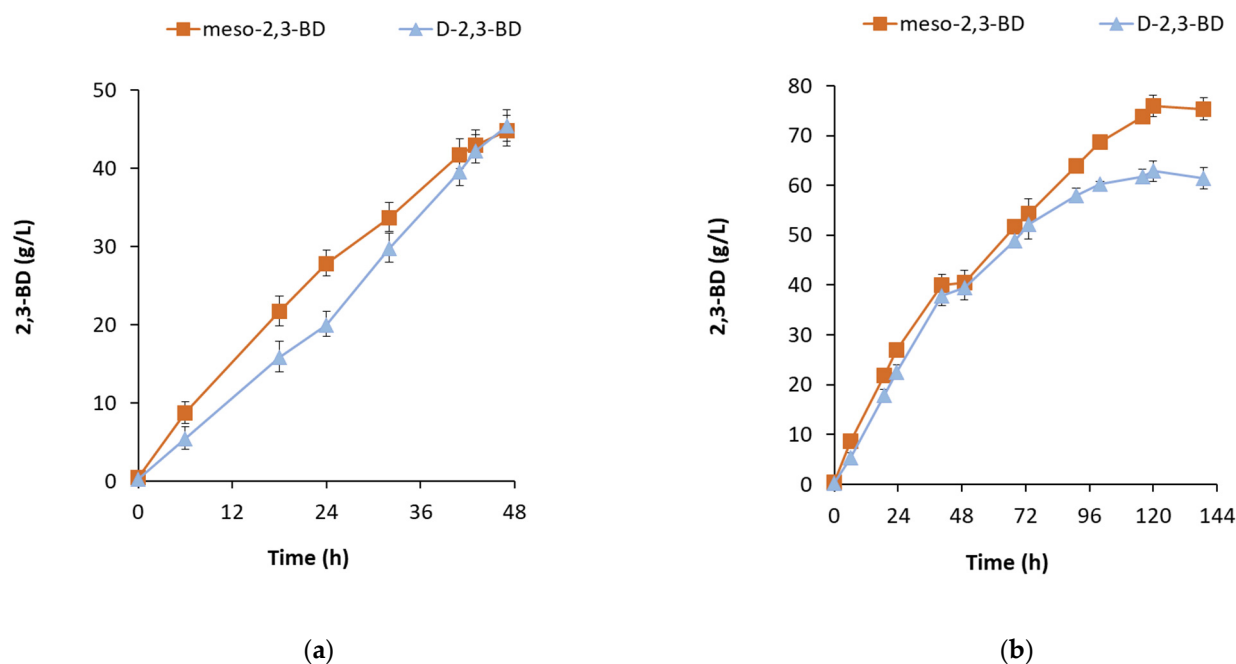 meso-2,3-BD D-2,3-BD
50
40
30
20
10
0
2,3-BD (g/L)
0 12 24 36 48
Time (h)
(a)
meso-2,3-BD D-2,3-BD
80
70
60
50
40
30
20
10
0
2,3-BD (g/L)
0 24 48 72 96 120 144
Time (h)
(b)